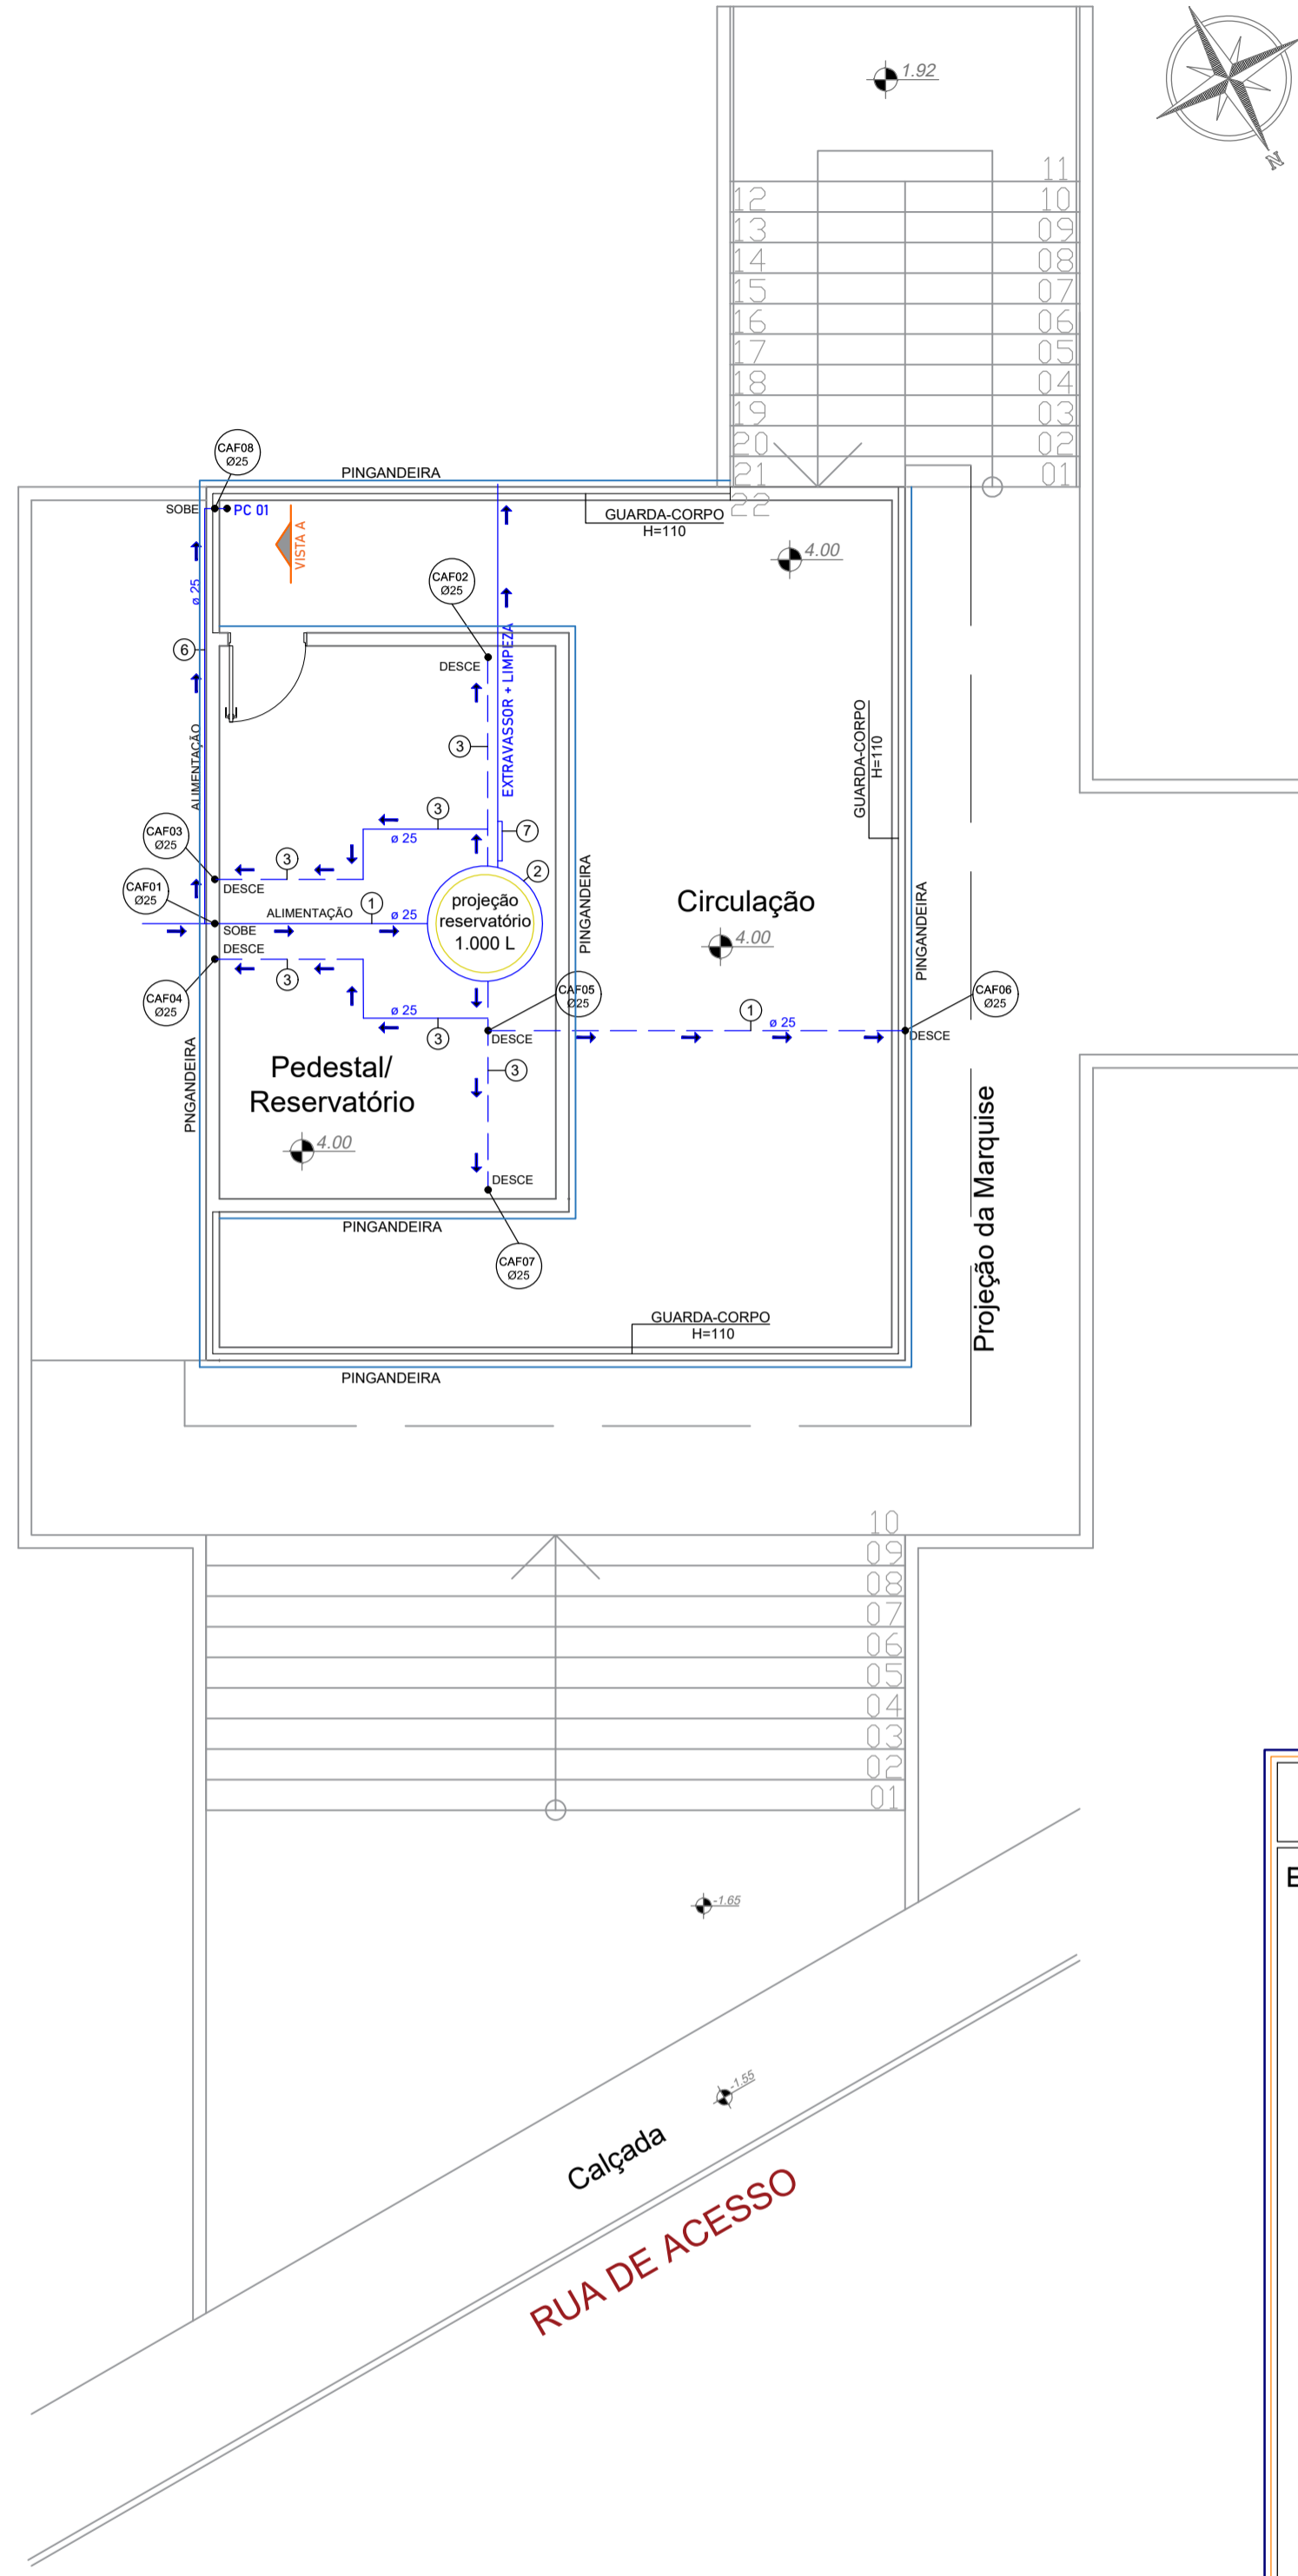 1.92
N
11
12
10
13
09
14
08
15
07
16
06
17
05
18
04
19
03
20
02
21
01
22
CAF08
Ø25
PINGANDEIRA
SOBE
PC 01
VISTA A
GUARDA-CORPO
H=110
4.00
CAF02
Ø25
ø 25
DESCE
6
EXTRAVASSOR + LIMPEZA
3
GUARDA-CORPO
H=110
ALIMENTAÇÃO
3
ø 25
7
CAF03
Ø25
3
2
DESCE
CAF01
Ø25
ALIMENTAÇÃO
1
ø 25
SOBE
DESCE
projeção
reservatório
1.000 L
PINGANDEIRA
Circulação
4.00
PINGANDEIRA
3
CAF04
Ø25
ø 25
3
CAF05
Ø25
DESCE
1
ø 25
CAF06
Ø25
DESCE
3
PNGANDEIRA
Pedestal/
Reservatório
4.00
DESCE
PINGANDEIRA
CAF07
Ø25
Projeção da Marquise
GUARDA-CORPO
H=110
PINGANDEIRA
10
09
08
07
06
05
04
03
02
01
E
-1.65
-1.55
Calçada
RUA DE ACESSO